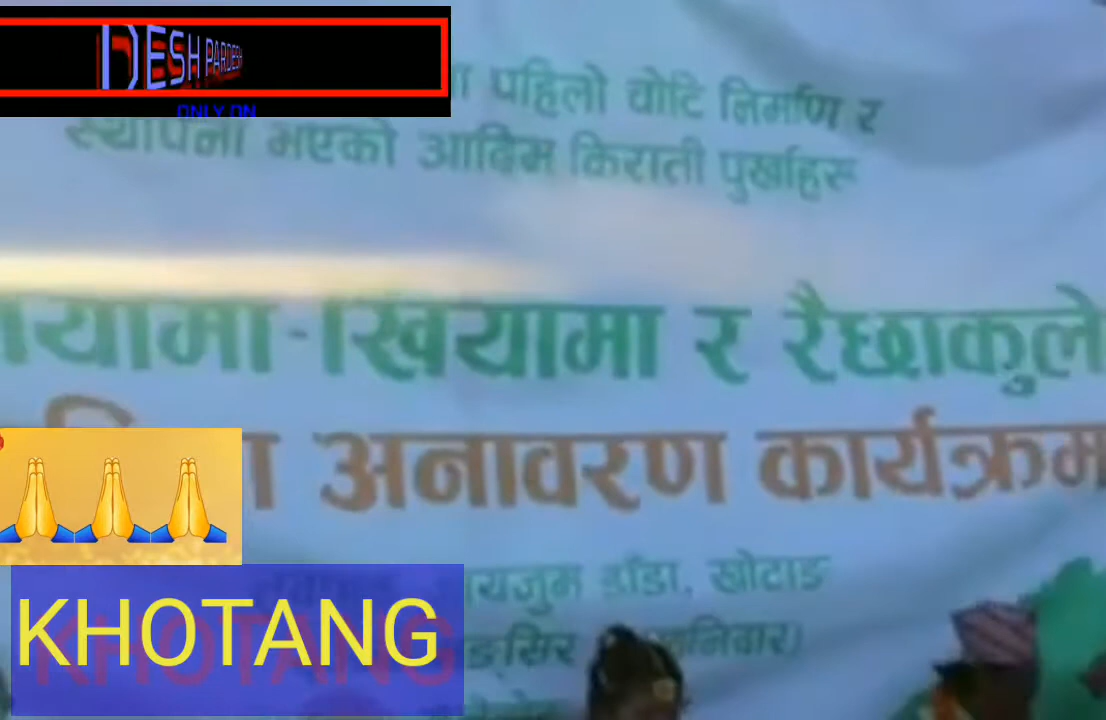 DESH PARDESH
ONLY ON
पहिलो चोटि निर्माण र
स्थापना भएको आदिम किराती पुर्खाहरू
यामा-खियामा र रैछाकुले
अनावरण कार्यक्रम
डाँडा, खोटाङ
KHOTANG